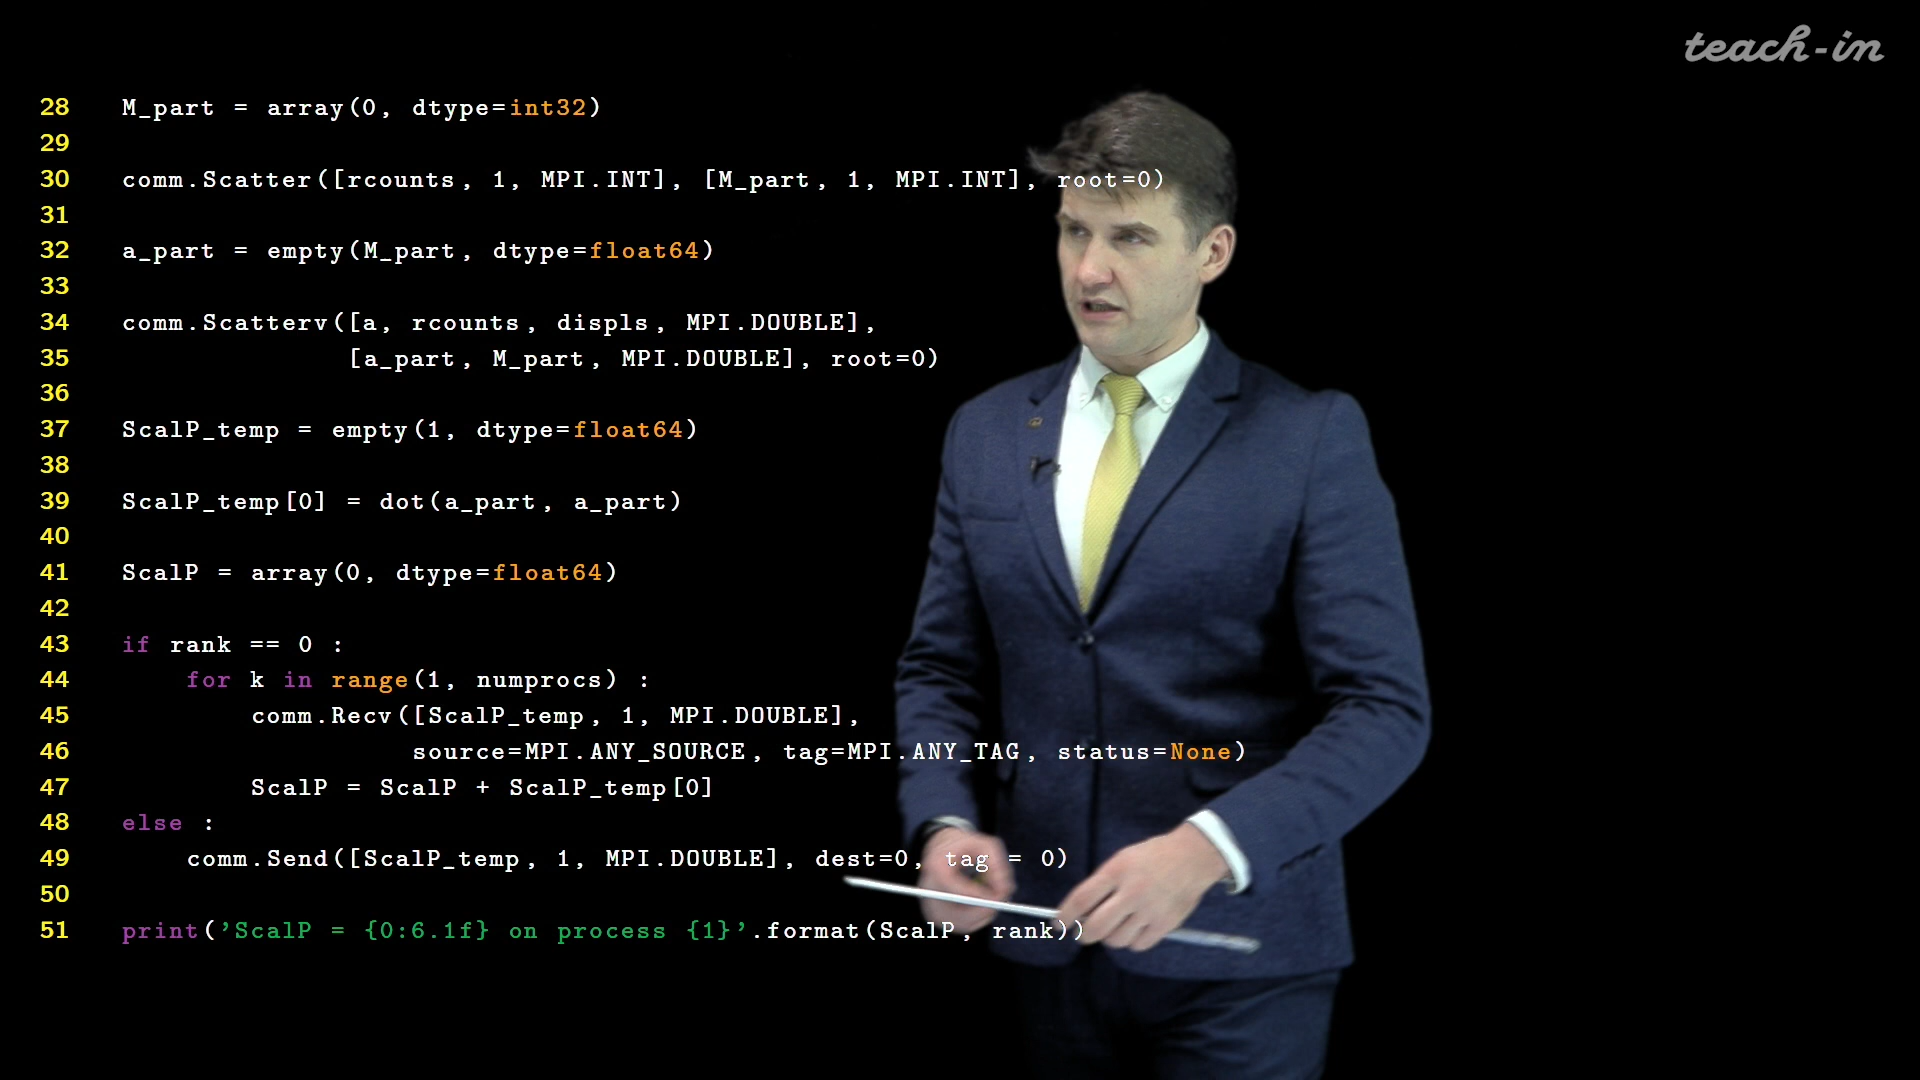 teach-in
28 M_part = array(0, dtype=int32)
29
30 comm.Scatter([rcounts, 1, MPI.INT], [M_part, 1, MPI.INT], root=0)
31
32 a_part = empty(M_part, dtype=float64)
33
34 comm.Scatterv([a, rcounts, displs, MPI.DOUBLE],
35 [a_part, M_part, MPI.DOUBLE], root=0)
36
37 ScalP_temp = empty(1, dtype=float64)
38
39 ScalP_temp[0] = dot(a_part, a_part)
40
41 ScalP = array(0, dtype=float64)
42
43 if rank == 0 :
44 for k in range(1, numprocs) :
45 comm.Recv([ScalP_temp, 1, MPI.DOUBLE],
46 source=MPI.ANY_SOURCE, tag=MPI.ANY_TAG, status=None)
47 ScalP = ScalP + ScalP_temp[0]
48 else :
49 comm.Send([ScalP_temp, 1, MPI.DOUBLE], dest=0, tag = 0)
50
51 print('ScalP = {0:6.1f} on process {1}'.format(ScalP, rank))